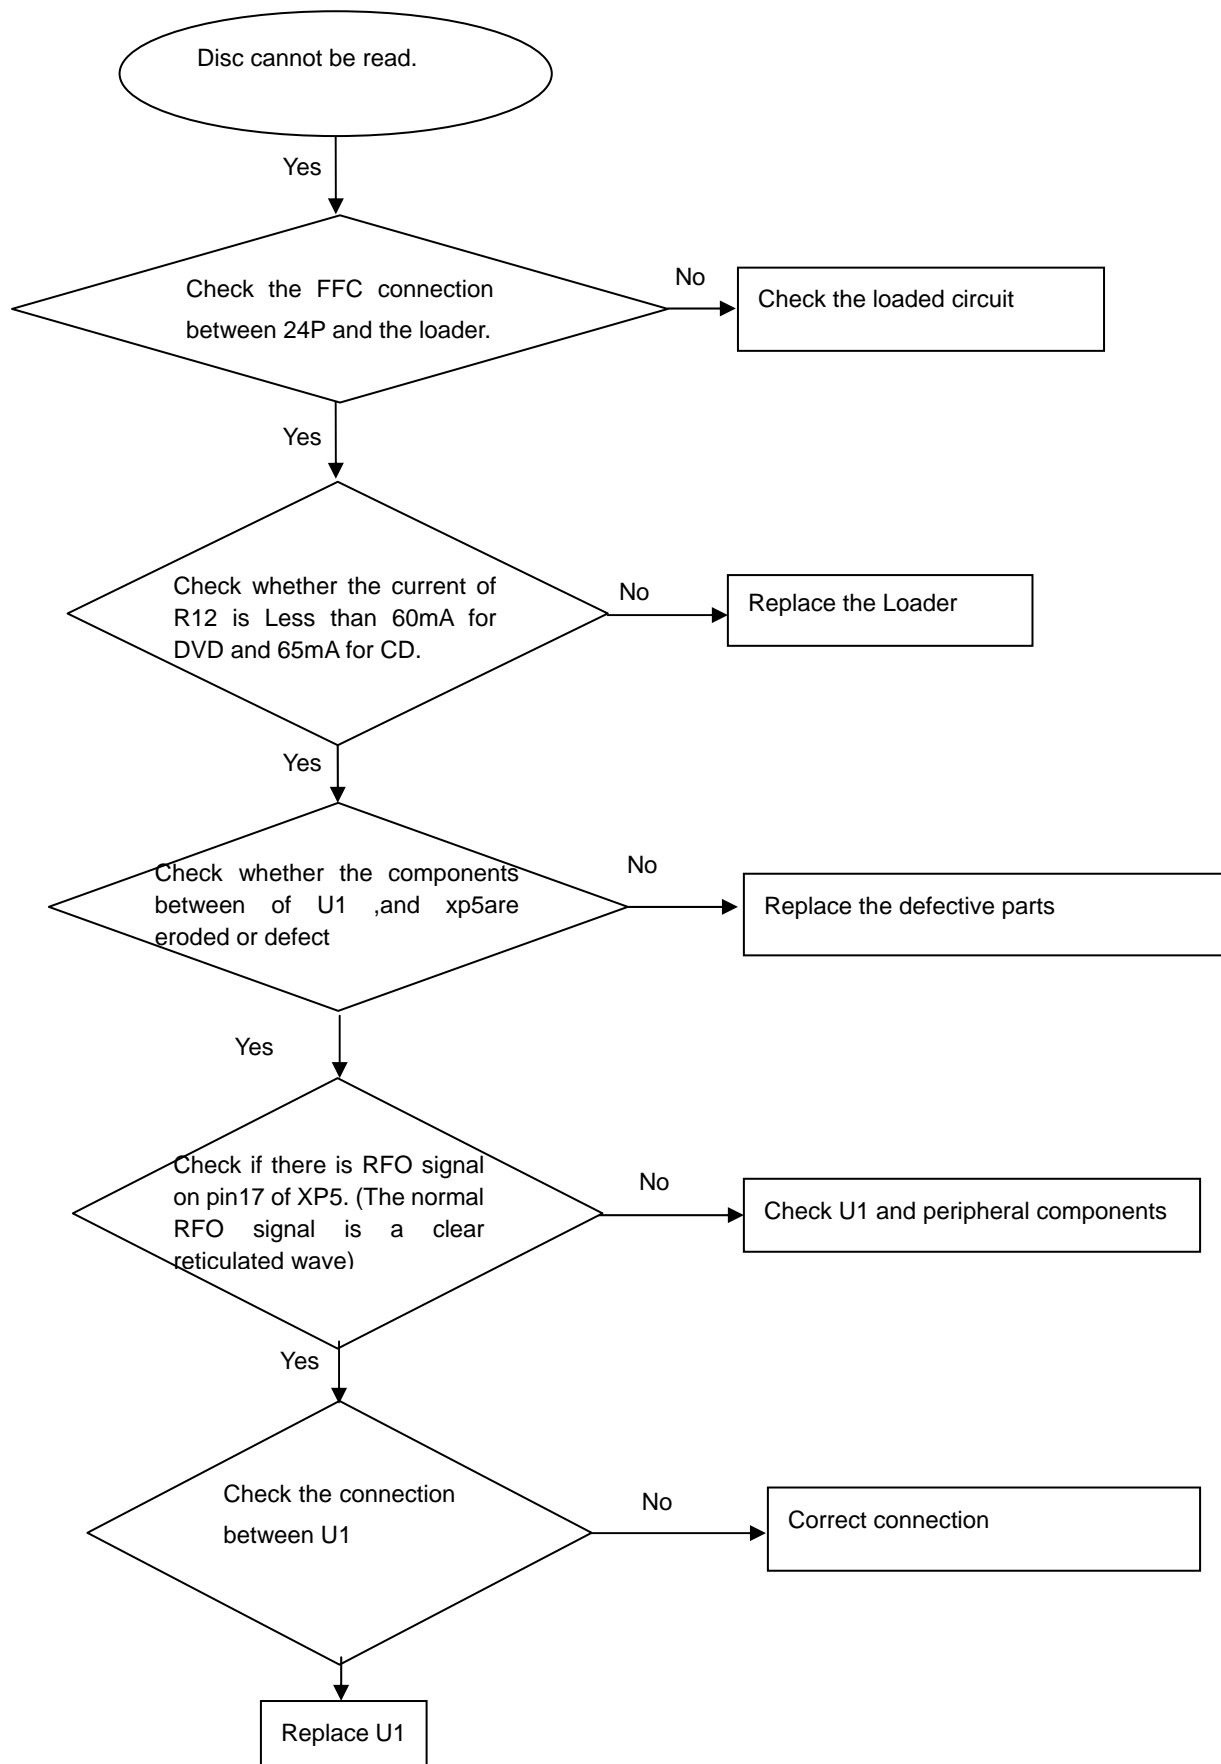 Disc cannot be read.
Yes
Check the FFC connection
between 24P and the loader.
No
Check the loaded circuit
Yes
Check whether the current of
R12 is Less than 60mA for
DVD and 65mA for CD.
No
Replace the Loader
Yes
Check whether the components
between of U1 ,and xp5are
eroded or defect
No
Replace the defective parts
Yes
Check if there is RFO signal
on pin17 of XP5. (The normal
RFO signal is a clear
reticulated wave)
No
Check U1 and peripheral components
Yes
Check the connection
between U1
No
Correct connection
Replace U1